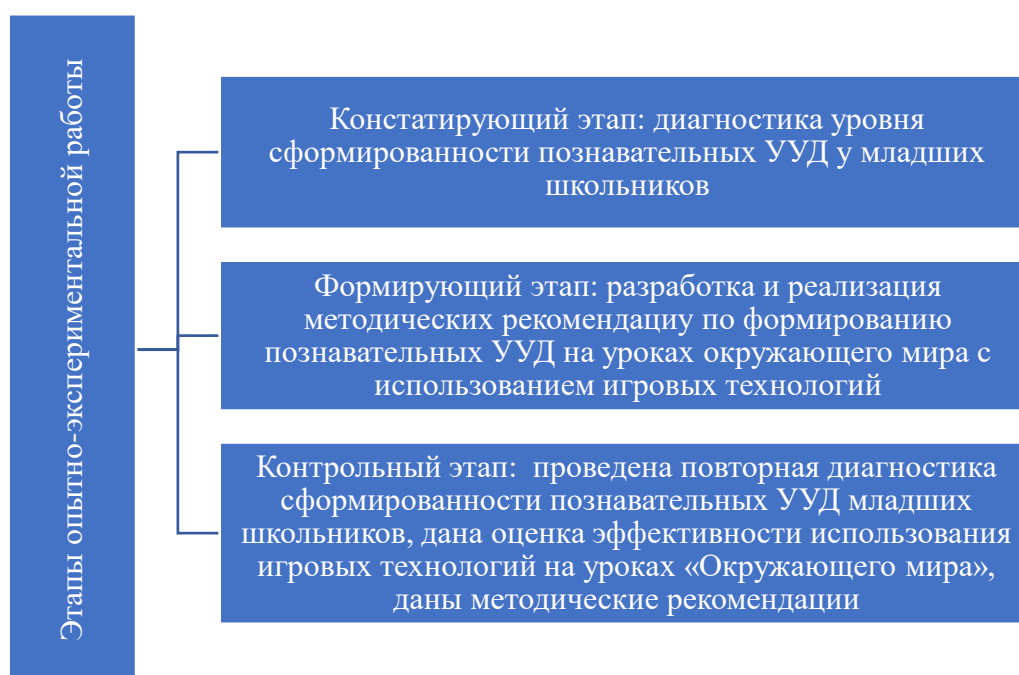 Этапы опытно-экспериментальной работы
Констатирующий этап: диагностика уровня
сформированности познавательных УУД у младших
школьников
Формирующий этап: разработка и реализация
методических рекомендациу по формированию
познавательных УУД на уроках окружающего мира с
использованием игровых технологий
Контрольный этап:  проведена повторная диагностика
сформированности познавательных УУД младших
школьников, дана оценка эффективности использования
игровых технологий на уроках «Окружающего мира»,
даны методические рекомендации